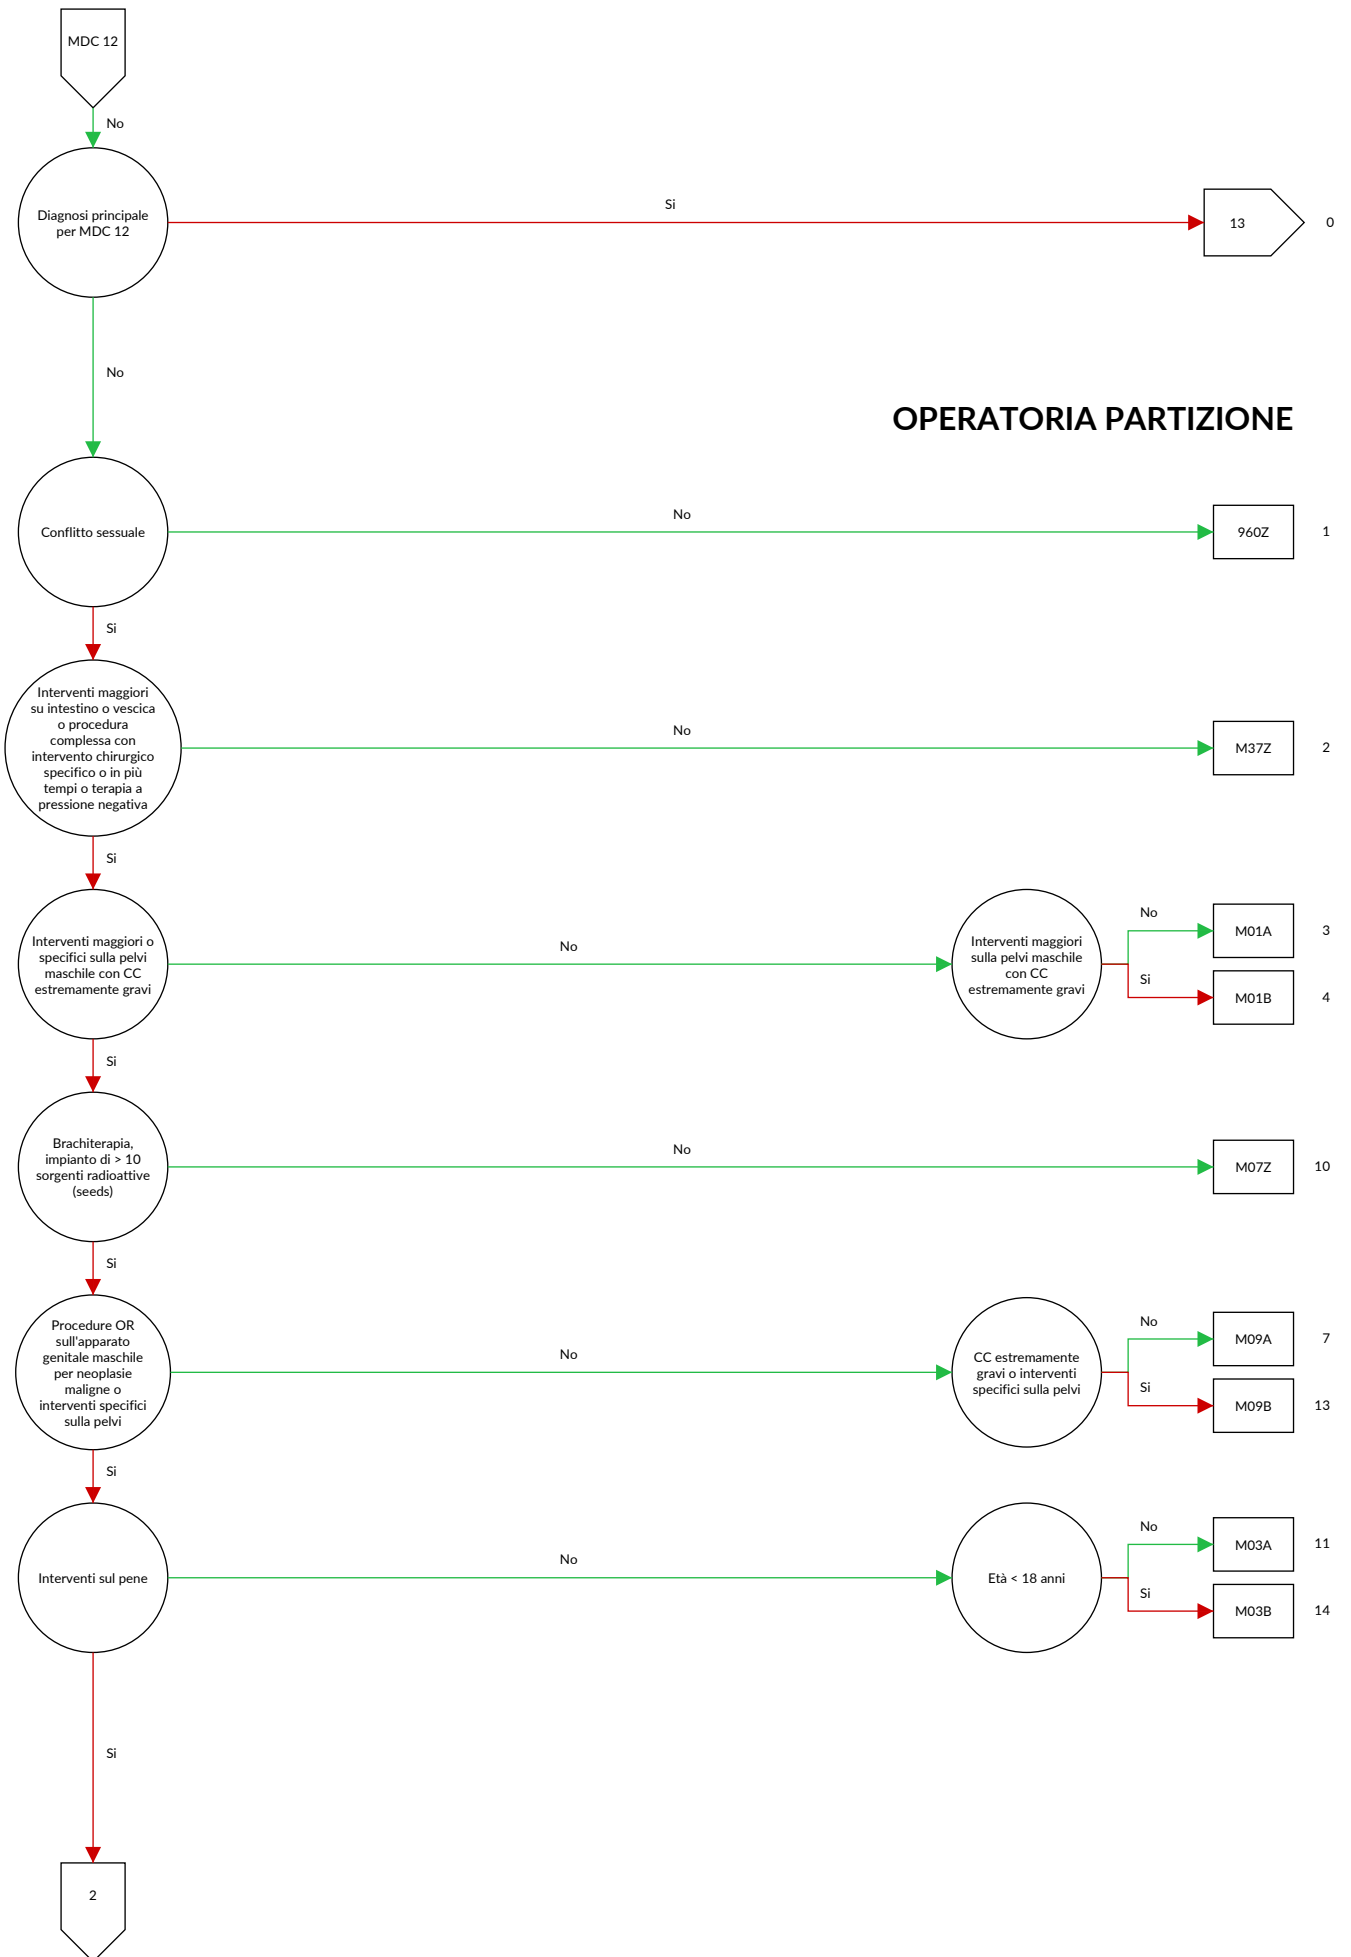 MDC 12
No
Diagnosi principale
per MDC 12
Si
13
0
No
OPERATORIA PARTIZIONE
Conflitto sessuale
No
960Z
1
Si
Interventi maggiori
su intestino o vescica
o procedura
complessa con
intervento chirurgico
specifico o in più
tempi o terapia a
pressione negativa
No
M37Z
2
Si
Interventi maggiori o
specifici sulla pelvi
maschile con CC
estremamente gravi
No
Interventi maggiori
sulla pelvi maschile
con CC
estremamente gravi
No
M01A
3
Si
M01B
4
Si
Brachiterapia,
impianto di > 10
sorgenti radioattive
(seeds)
No
M07Z
10
Si
Procedure OR
sull'apparato
genitale maschile
per neoplasie
maligne o
interventi specifici
sulla pelvi
No
CC estremamente
gravi o interventi
specifici sulla pelvi
No
M09A
7
Si
M09B
13
Si
Interventi sul pene
No
Età < 18 anni
No
M03A
11
Si
M03B
14
Si
2